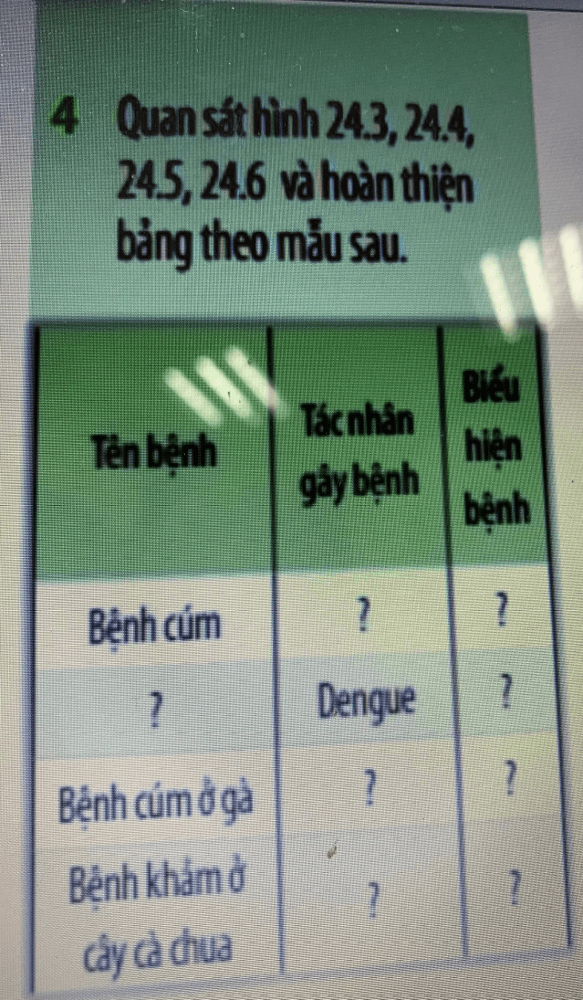 4 Quan sát hình 24.3, 24.4,
24.5, 24.6 và hoàn thiện
bảng theo mẫu sau.
Tên bệnh
Tác nhân
gây bệnh
Biểu
hiện
bệnh
Bệnh cúm
?
?
?
Dengue
?
Bệnh cúm ở gà
?
?
Bệnh khảm ở
cây cà chua
?
?